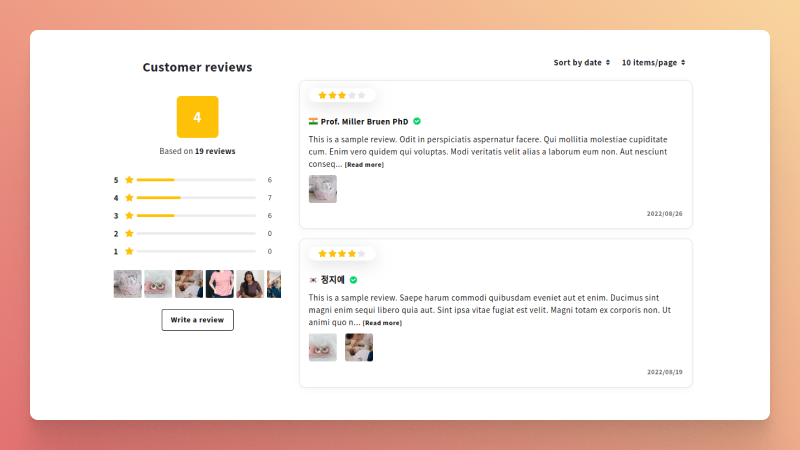 Customer reviews
4
Based on 19 reviews
5 6
4 7
3 6
2 0
1 0
Write a review
Sort by date 10 items/page
Prof. Miller Bruen PhD
This is a sample review. Odit in perspiciatis aspernatur facere. Qui mollitia molestiae cupiditate
cum. Enim vero quidem qui voluptas. Modi veritatis velit alias a laborum eum non. Aut nesciunt
conseq... [Read more]
2022/08/26
정지예
This is a sample review. Saepe harum commodi quibusdam eveniet aut et enim. Ducimus sint
magni enim sequi libero quia aut. Sint ipsa vitae fugiat est velit. Magni totam ex corporis non. Ut
animi quo n... [Read more]
2022/08/19